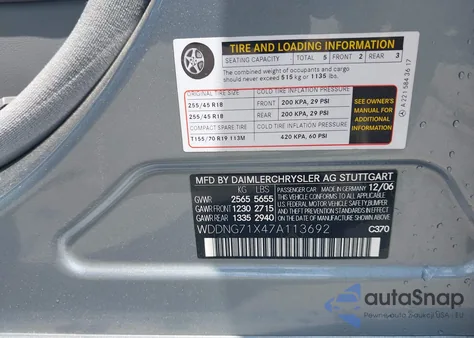 TIRE AND LOADING INFORMATION
SEATING CAPACITY TOTAL 5 FRONT 2 REAR 3
The combined weight of occupants and cargo
should never exceed 515 kg or 1135 lbs.
ORIGINAL TIRE SIZE COLD TIRE INFLATION PRESSURE
255/45 R18 FRONT 200 KPA, 29 PSI
255/45 R18 REAR 200 KPA, 29 PSI
COMPACT SPARE TIRE COLD TIRE INFLATION PRESSURE
T155/70 R19 113M 420 KPA, 60 PSI
SEE OWNER'S
MANUAL FOR
ADDITIONAL
INFORMATION
A 221 584 36 17
MFD BY DAIMLERCHRYSLER AG STUTTGART
KG LBS PASSENGER CAR MADE IN GERMANY 12/06
GVWR 2565 5655
GAWR FRONT 1230 2715
GAWR REAR 1335 2940
THIS VEHICLE CONFORMS TO ALL APPLICABLE
FEDERAL MOTOR VEHICLE SAFETY, BUMPER
AND THEFT PREVENTION STANDARDS IN EFFECT
ON THE DATE OF MANUFACTURE SHOWN ABOVE
WDDNG71X47A113692 C370
autoSnap